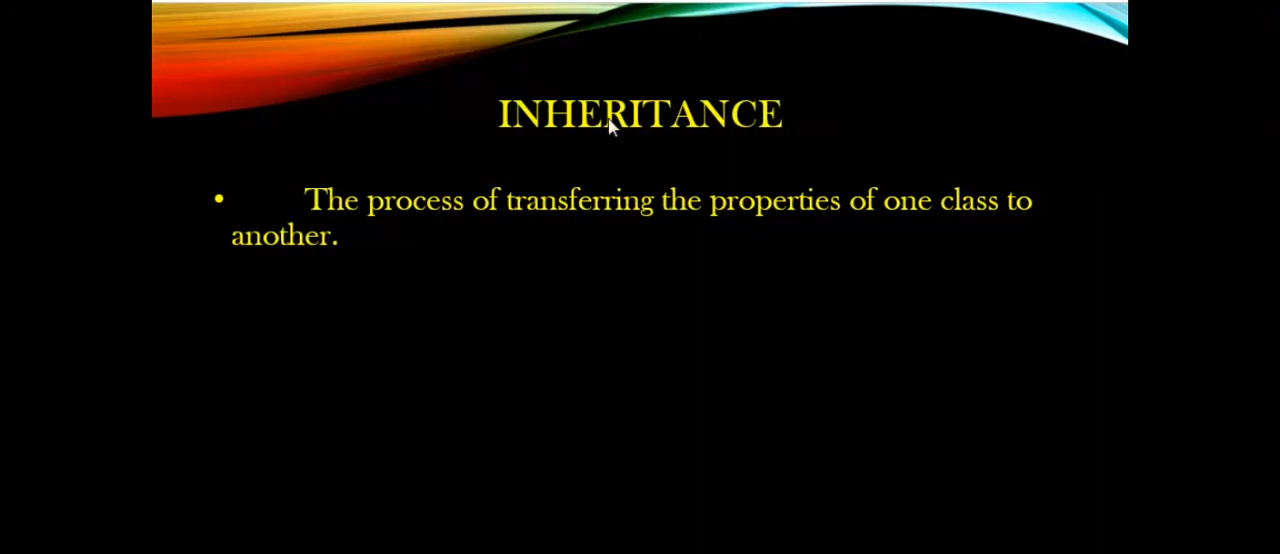 INHERITANCE
• The process of transferring the properties of one class to
another.